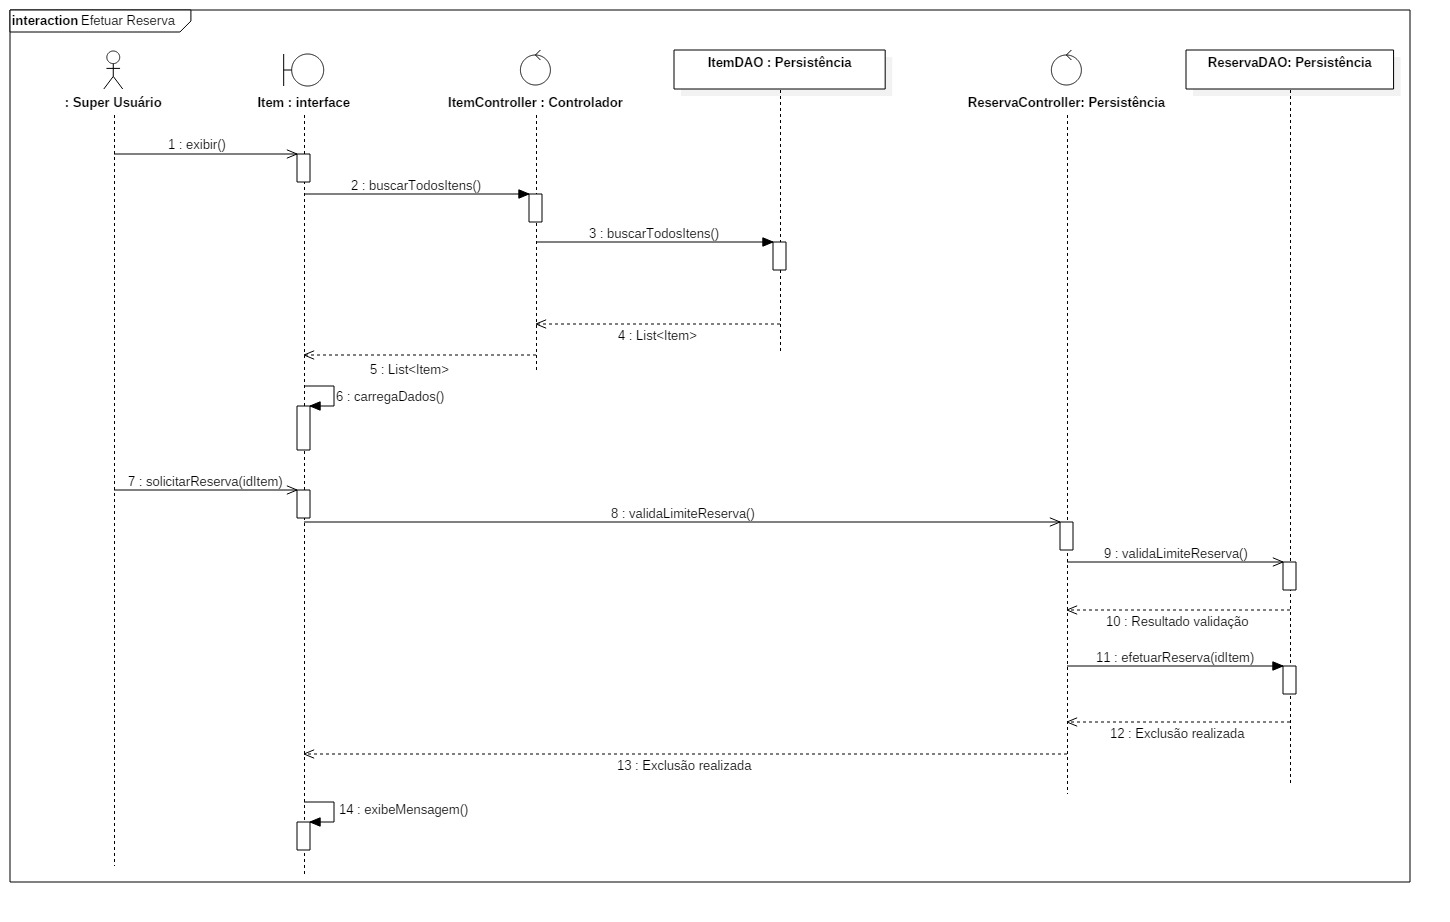 interaction Efetuar Reserva
: Super Usuário
Item : interface
ItemController : Controlador
ItemDAO : Persistência
ReservaController: Persistência
ReservaDAO: Persistência
1 : exibir()
2 : buscarTodosItens()
3 : buscarTodosItens()
4 : List<Item>
5 : List<Item>
6 : carregaDados()
7 : solicitarReserva(idItem)
8 : validaLimiteReserva()
9 : validaLimiteReserva()
10 : Resultado validação
11 : efetuarReserva(idItem)
12 : Exclusão realizada
13 : Exclusão realizada
14 : exibeMensagem()